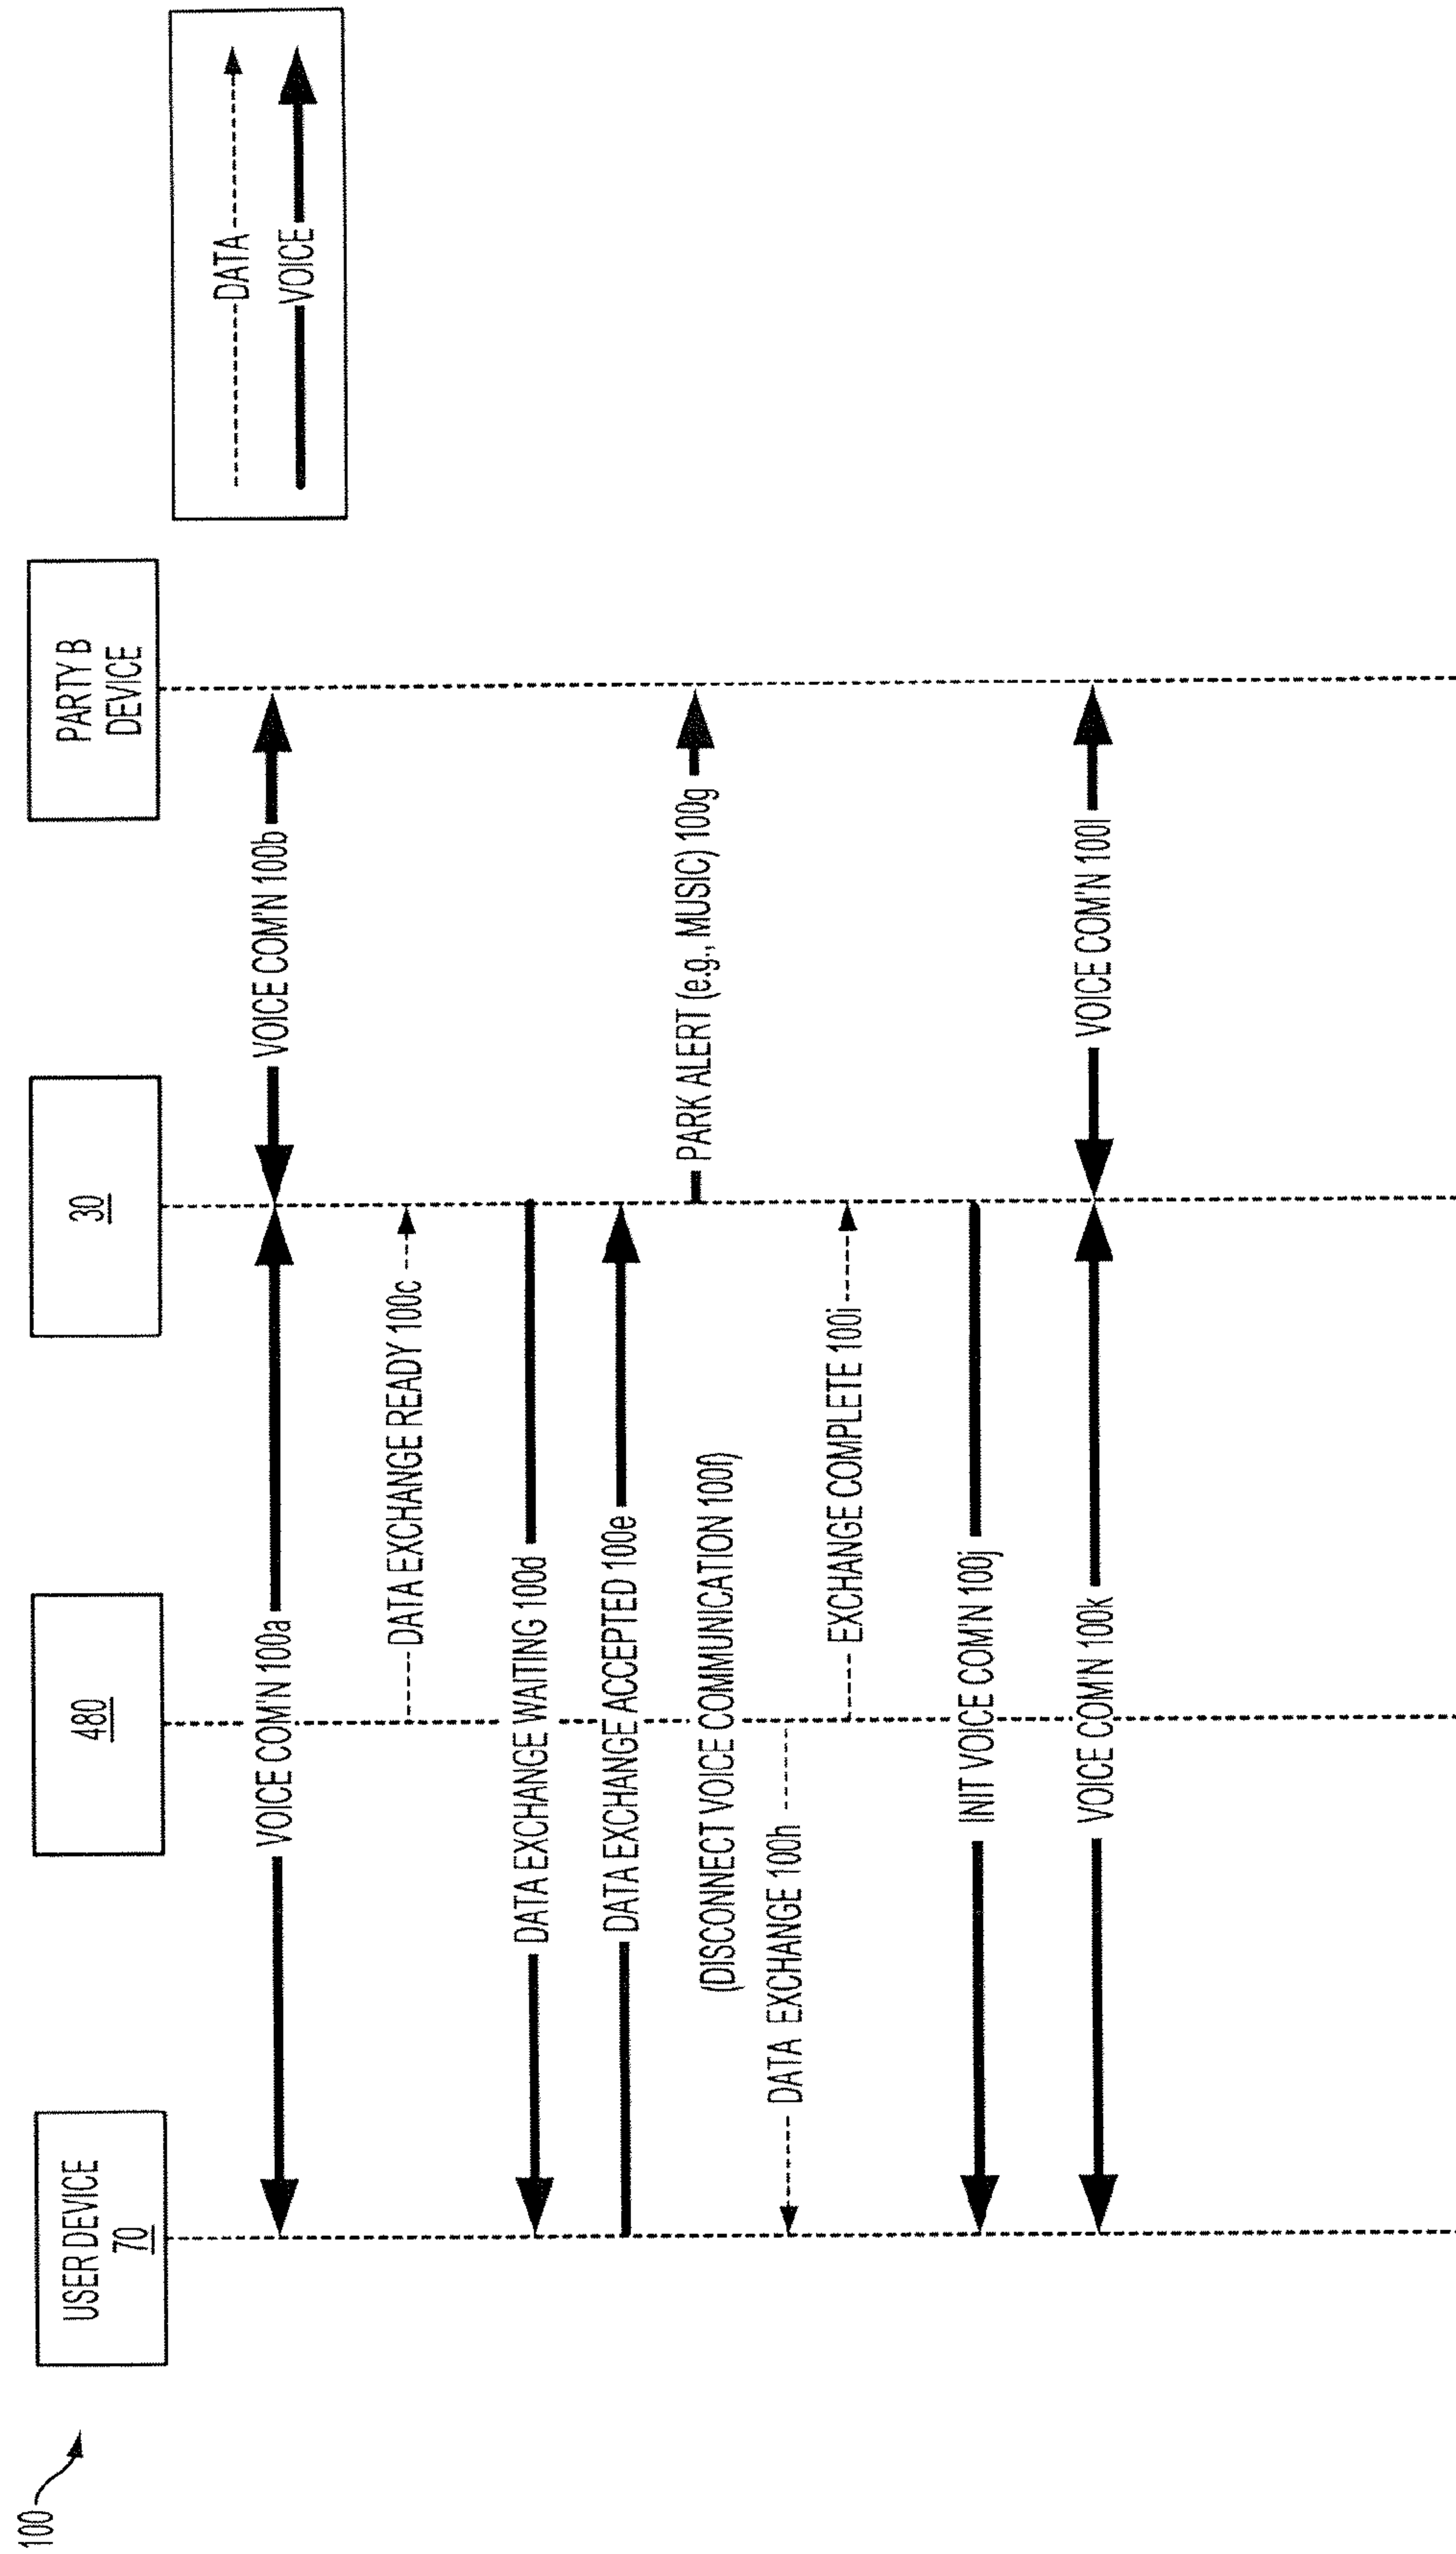 100
USER DEVICE
70
480
30
PARTY B
DEVICE
DATA
VOICE
VOICE COM'N 100a
VOICE COM'N 100b
DATA EXCHANGE READY 100c
DATA EXCHANGE WAITING 100d
DATA EXCHANGE ACCEPTED 100e
(DISCONNECT VOICE COMMUNICATION 100f)
PARK ALERT (e.g., MUSIC) 100g
DATA EXCHANGE 100h
EXCHANGE COMPLETE 100i
INIT VOICE COM'N 100j
VOICE COM'N 100k
VOICE COM'N 100l